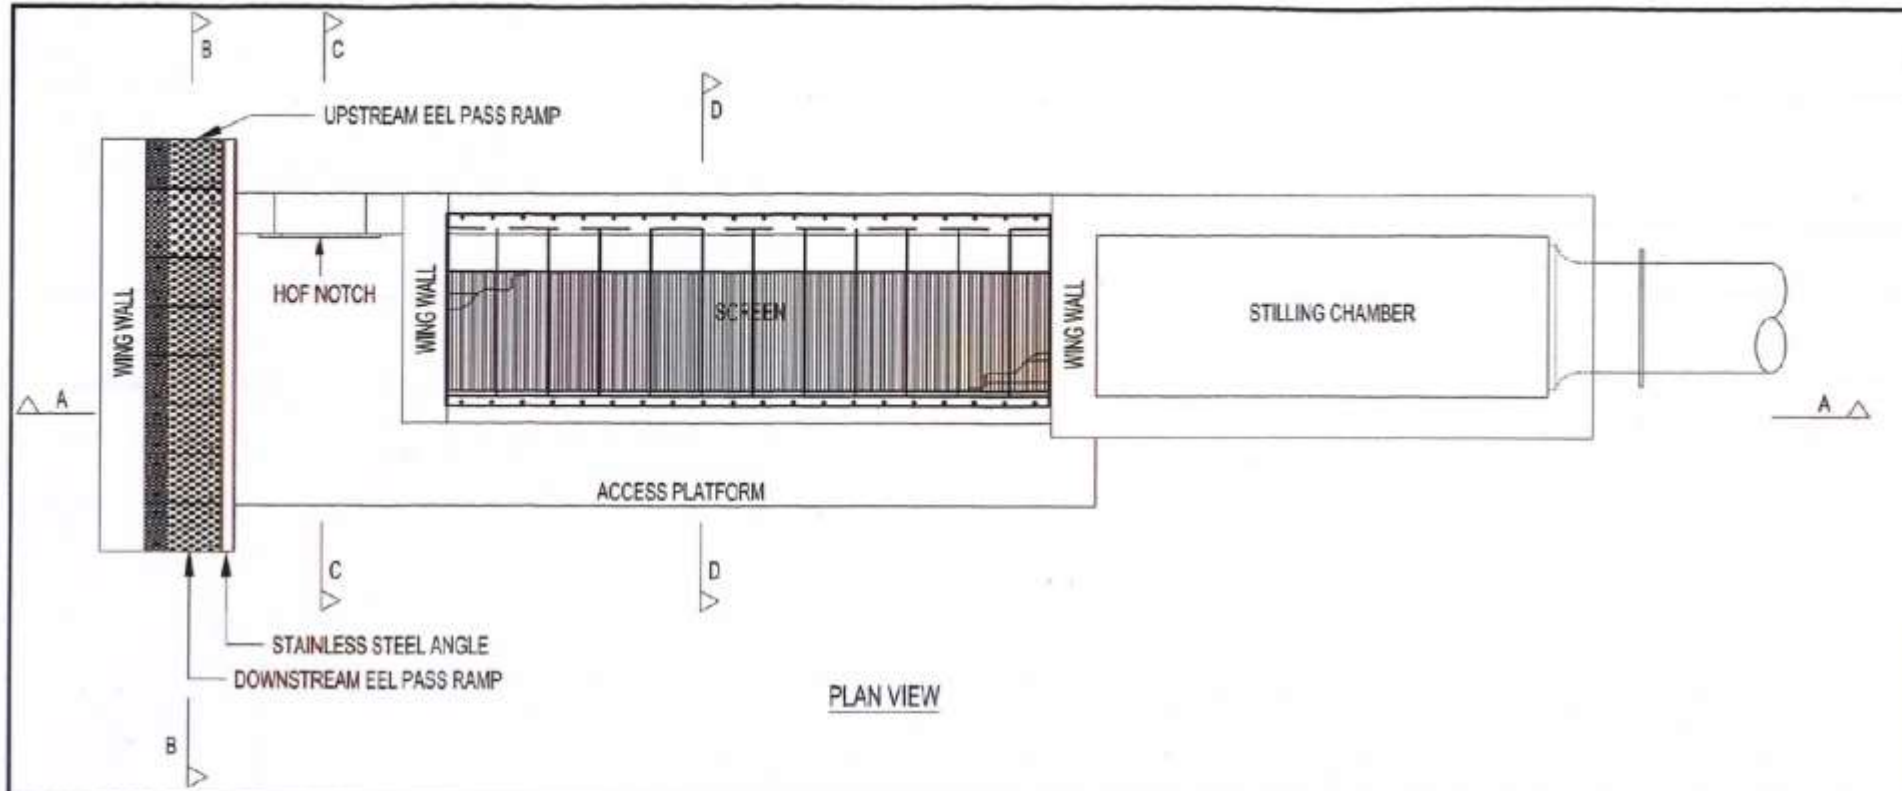 B
C
D
UPSTREAM EEL PASS RAMP
WING WALL
HOF NOTCH
WING WALL
SCREEN
WING WALL
STILLING CHAMBER
A
A
ACCESS PLATFORM
C
D
STAINLESS STEEL ANGLE
DOWNSTREAM EEL PASS RAMP
PLAN VIEW
B